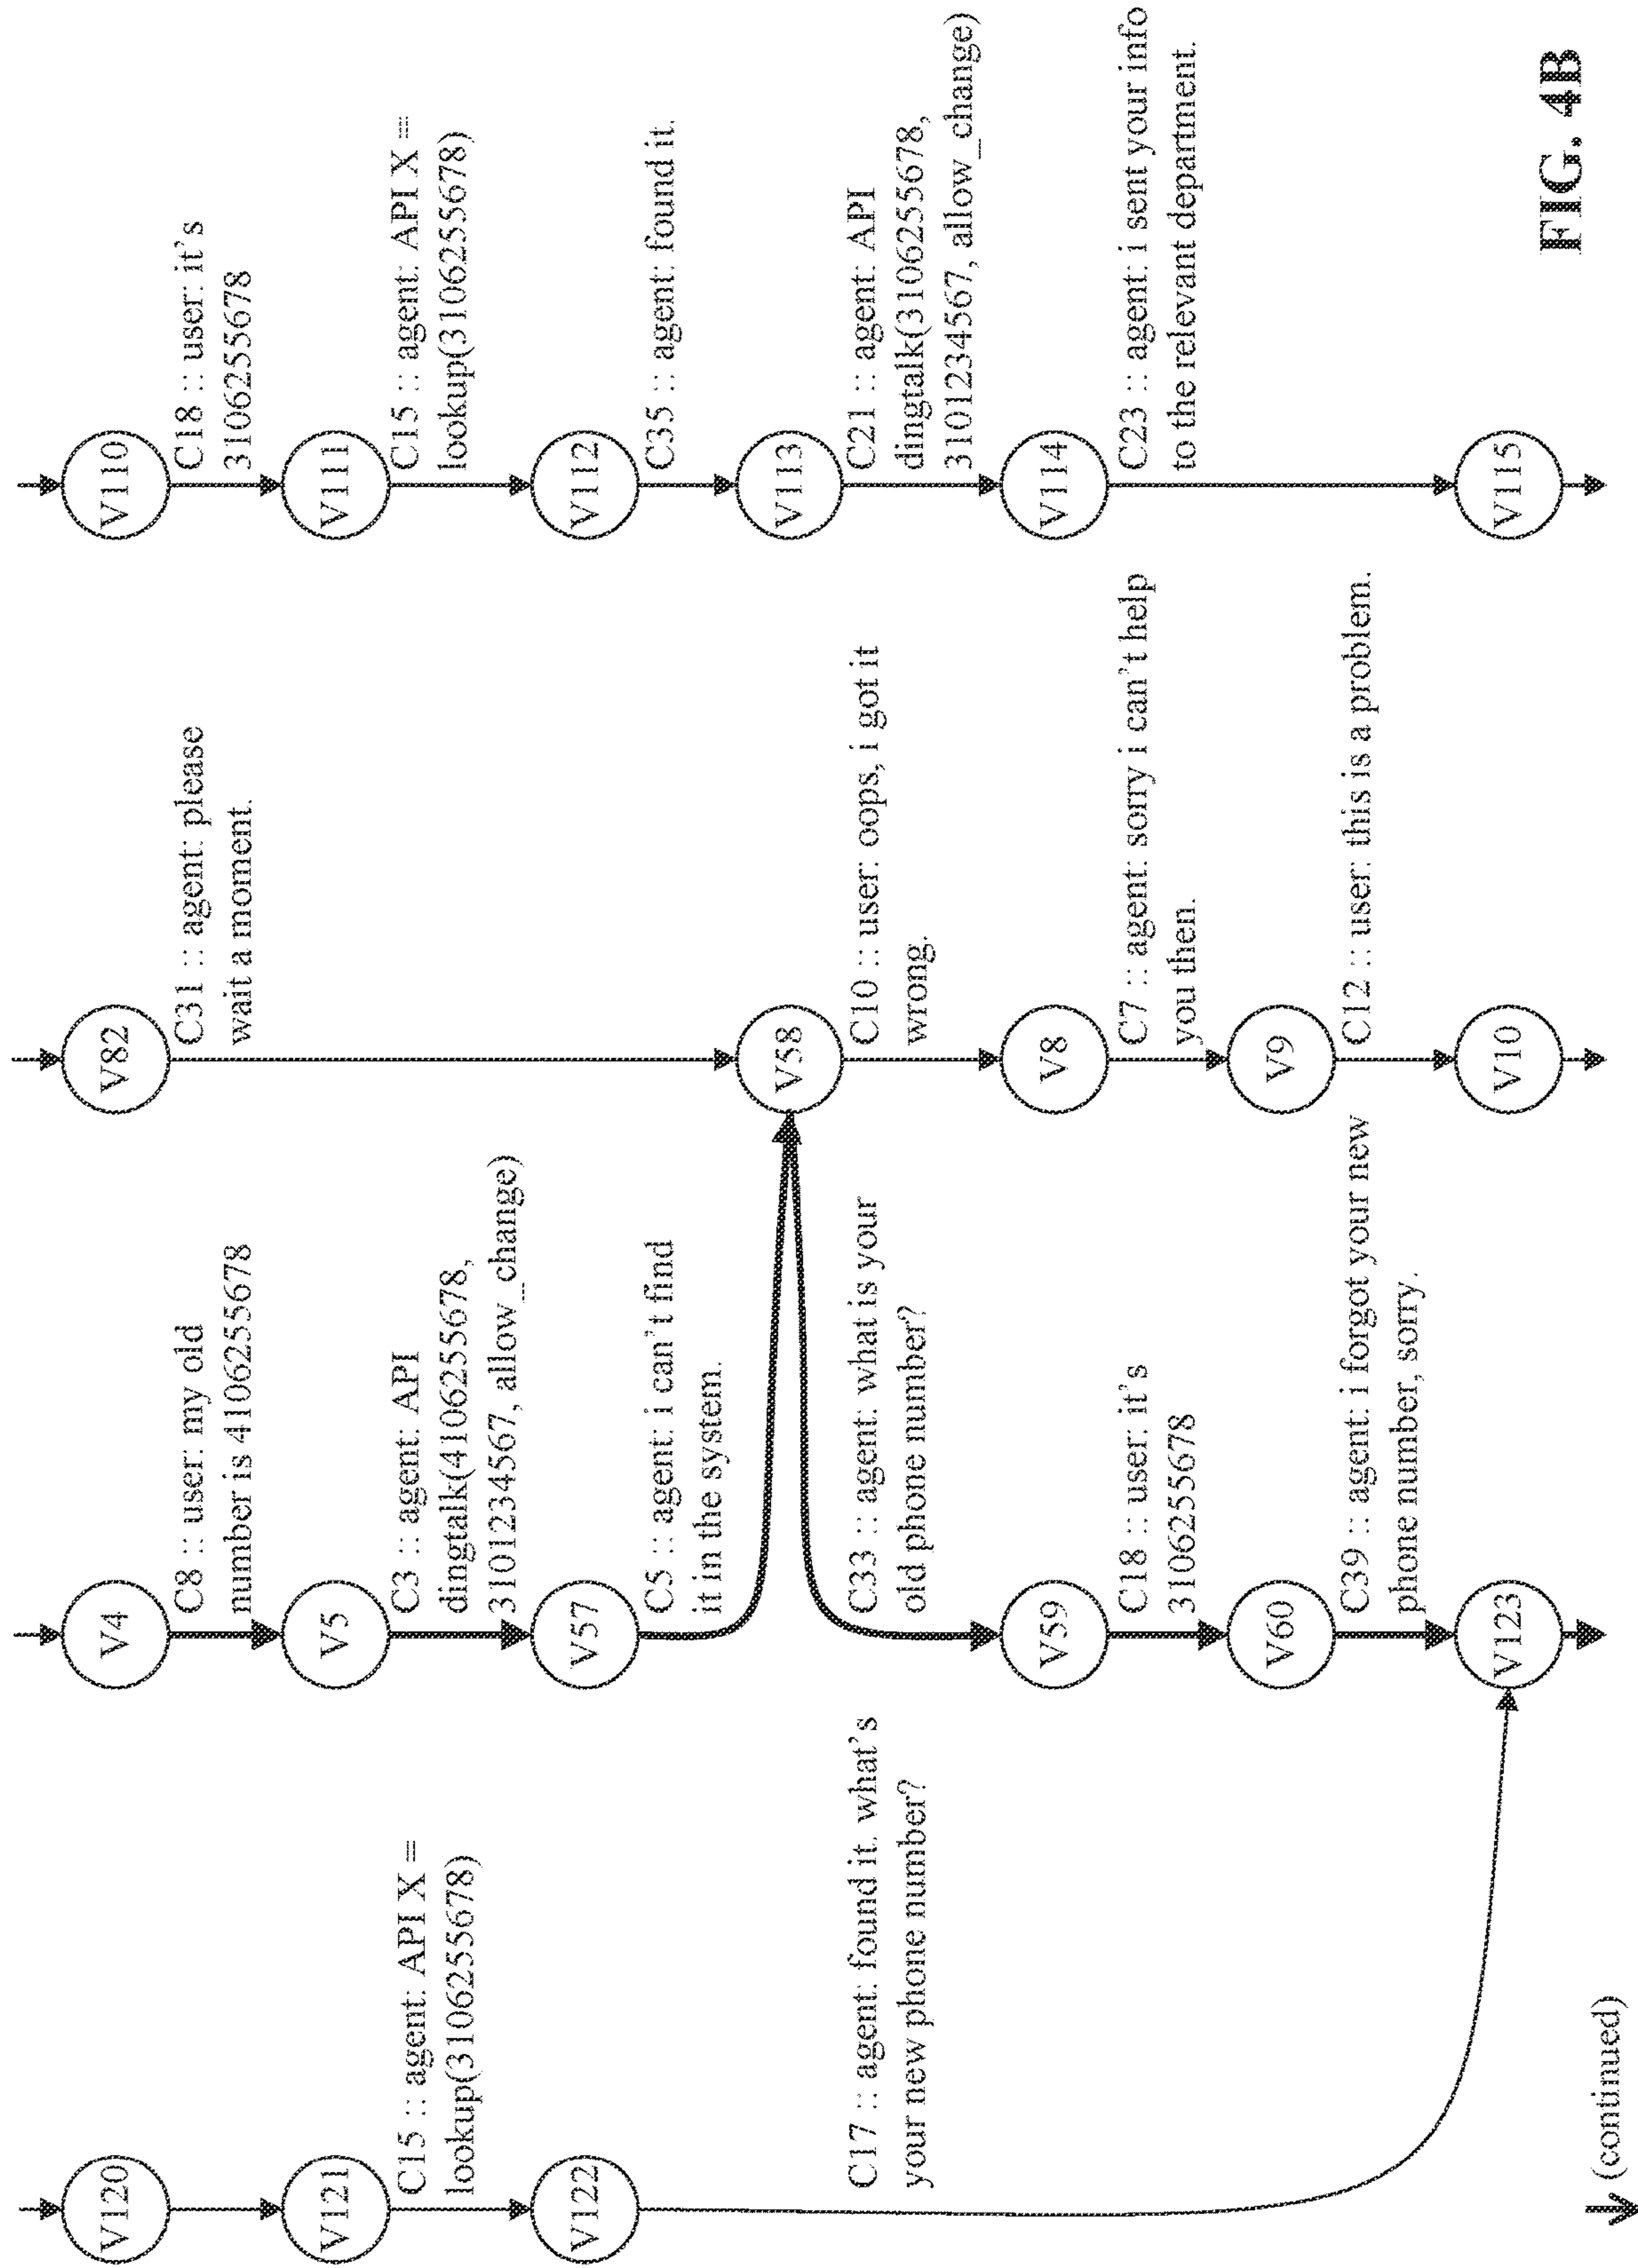 V120
V121
C15 :: agent: API X =
lookup(3106255678)
V122
C17 :: agent: found it. what's
your new phone number?
V4
C8 :: user: my old
number is 4106255678
V5
C3 :: agent: API
dingtalk(4106255678,
3101234567, allow_change)
V57
C5 :: agent: i can't find
it in the system.
C33 :: agent: what is your
old phone number?
V59
C18 :: user: it's
3106255678
V60
C39 :: agent: i forgot your new
phone number, sorry.
V123
V82
C31 :: agent: please
wait a moment.
V58
C10 :: user: oops, i got it
wrong.
V8
C7 :: agent: sorry i can't help
you then.
V9
C12 :: user: this is a problem.
V10
V110
C18 :: user: it's
3106255678
V111
C15 :: agent: API X =
lookup(3106255678)
V112
C35 :: agent: found it.
V113
C21 :: agent: API
dingtalk(3106255678,
3101234567, allow_change)
V114
C23 :: agent: i sent your info
to the relevant department.
V115
(continued)
FIG. 4B